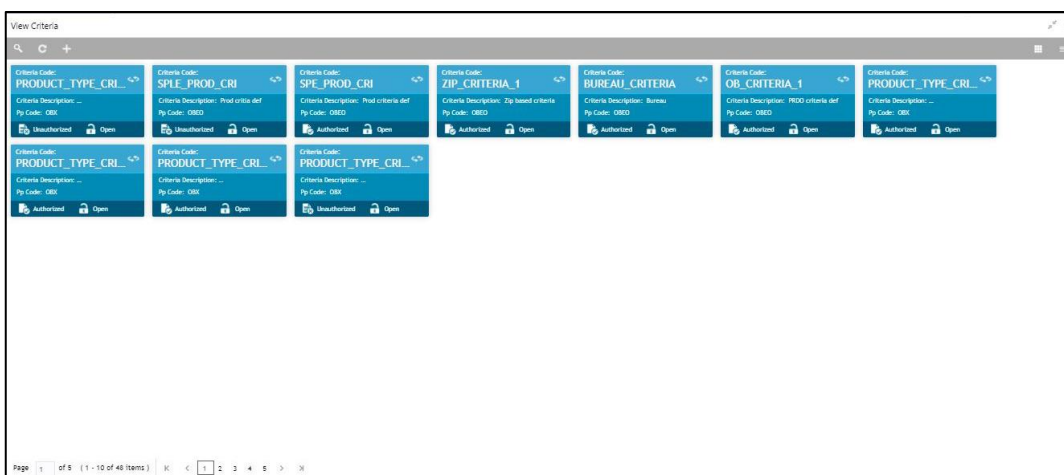 View Criteria
Criteria Code:
PRODUCT_TYPE_CRI...
Criteria Description: ...
Pp Code: OBX
Unauthorized Open
Criteria Code:
SPLE_PROD_CRI
Criteria Description: Prod critia def
Pp Code: OBEO
Unauthorized Open
Criteria Code:
SPE_PROD_CRI
Criteria Description: Prod criteria def
Pp Code: OBEO
Authorized Open
Criteria Code:
ZIP_CRITERIA_1
Criteria Description: Zip based criteria
Pp Code: OBEO
Authorized Open
Criteria Code:
BUREAU_CRITERIA
Criteria Description: Bureau
Pp Code: OBEO
Authorized Open
Criteria Code:
OB_CRITERIA_1
Criteria Description: PRDO criteria def
Pp Code: OBEO
Authorized Open
Criteria Code:
PRODUCT_TYPE_CRI...
Criteria Description: ...
Pp Code: OBX
Authorized Open
Criteria Code:
PRODUCT_TYPE_CRI...
Criteria Description: ...
Pp Code: OBX
Authorized Open
Criteria Code:
PRODUCT_TYPE_CRI...
Criteria Description: ...
Pp Code: OBX
Authorized Open
Criteria Code:
PRODUCT_TYPE_CRI...
Criteria Description: ...
Pp Code: OBX
Unauthorized Open
Page 1 of 5 (1 - 10 of 48 items) K < 1 2 3 4 5 > X